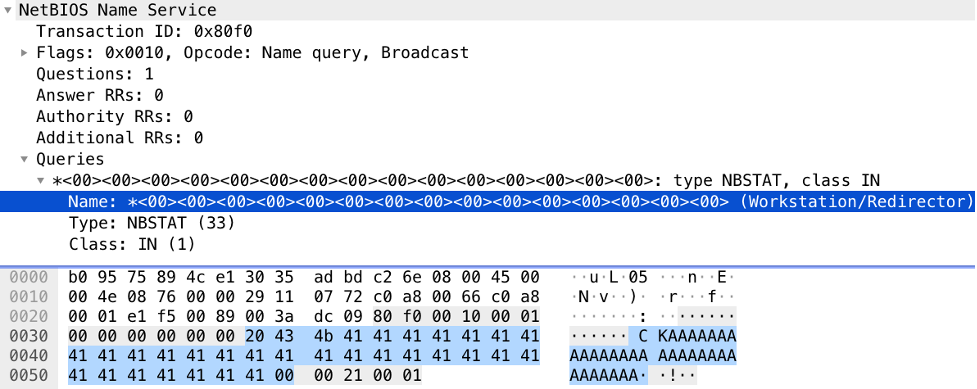 NetBIOS Name Service
Transaction ID: 0x80f0
Flags: 0x0010, Opcode: Name query, Broadcast
Questions: 1
Answer RRs: 0
Authority RRs: 0
Additional RRs: 0
Queries
*<00><00><00><00><00><00><00><00><00><00><00><00><00><00><00>: type NBSTAT, class IN
Name: *<00><00><00><00><00><00><00><00><00><00><00><00><00><00><00> (Workstation/Redirector)
Type: NBSTAT (33)
Class: IN (1)
0000 b0 95 75 89 4c e1 30 35 ad bd c2 6e 08 00 45 00 ··u·L·05 ···n··E·
0010 00 4e 08 76 00 00 29 11 07 72 c0 a8 00 66 c0 a8 ·N·v··)· ·r···f··
0020 00 01 e1 f5 00 89 00 3a dc 09 80 f0 00 10 00 01 ·······: ········
0030 00 00 00 00 00 00 20 43 4b 41 41 41 41 41 41 41 ······ C KAAAAAAA
0040 41 41 41 41 41 41 41 41 41 41 41 41 41 41 41 41 AAAAAAAA AAAAAAAA
0050 41 41 41 41 41 41 41 00 00 21 00 01 AAAAAAA· ·!··